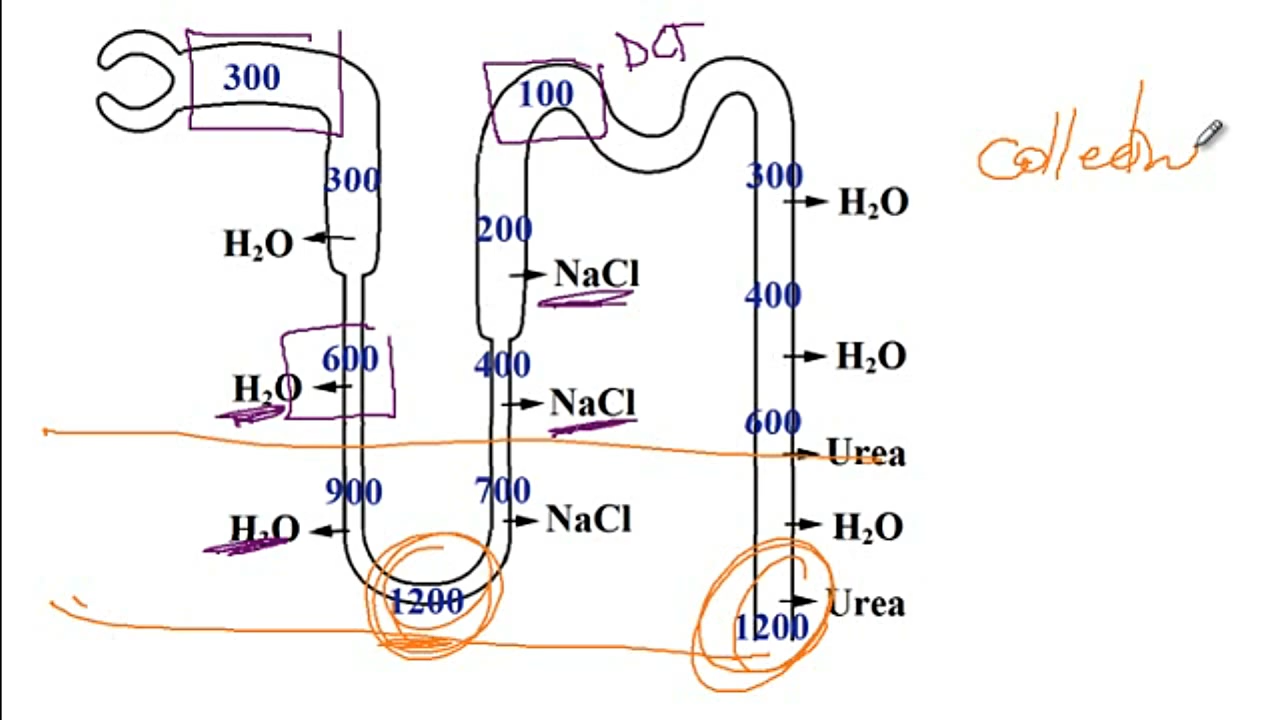 DCT
300
100
collectin
300
300
H₂O
200
H₂O
NaCl
400
600
400
H₂O
H₂O
NaCl
600
Urea
900
700
H₂O
NaCl
H₂O
1200
Urea
1200